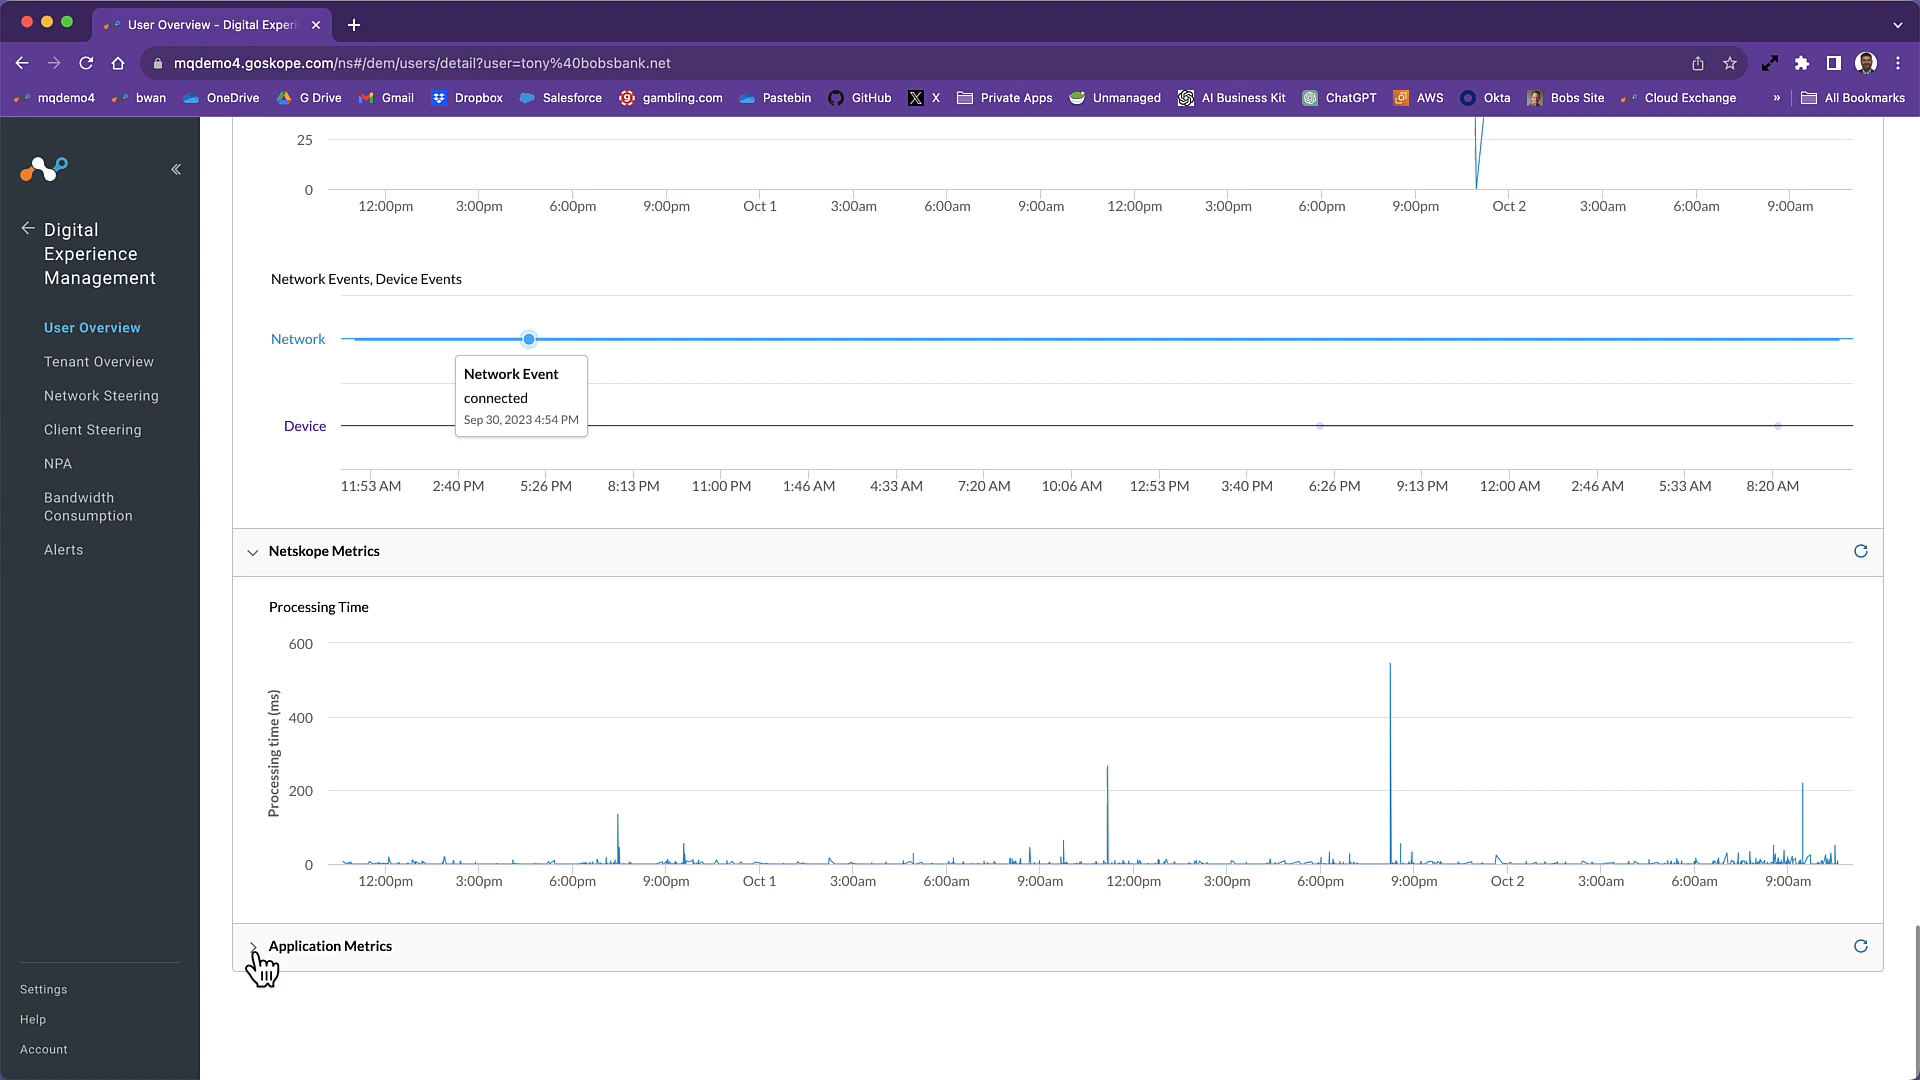 User Overview - Digital Experi
mqdemo4.goskope.com/ns#/dem/users/detail?user=tony%40bobsbank.net
mqdemo4 bwan OneDrive G Drive Gmail Dropbox Salesforce gambling.com Pastebin GitHub X Private Apps Unmanaged AI Business Kit ChatGPT AWS Okta Bobs Site Cloud Exchange » All Bookmarks
Digital
Experience
Management
User Overview
Tenant Overview
Network Steering
Client Steering
NPA
Bandwidth
Consumption
Alerts
Settings
Help
Account
25
0
12:00pm 3:00pm 6:00pm 9:00pm Oct 1 3:00am 6:00am 9:00am 12:00pm 3:00pm 6:00pm 9:00pm Oct 2 3:00am 6:00am 9:00am
Network Events, Device Events
Network
Network Event
connected
Sep 30, 2023 4:54 PM
Device
11:53 AM 2:40 PM 5:26 PM 8:13 PM 11:00 PM 1:46 AM 4:33 AM 7:20 AM 10:06 AM 12:53 PM 3:40 PM 6:26 PM 9:13 PM 12:00 AM 2:46 AM 5:33 AM 8:20 AM
Netskope Metrics
Processing Time
Processing time (ms)
600
400
200
0
12:00pm 3:00pm 6:00pm 9:00pm Oct 1 3:00am 6:00am 9:00am 12:00pm 3:00pm 6:00pm 9:00pm Oct 2 3:00am 6:00am 9:00am
Application Metrics